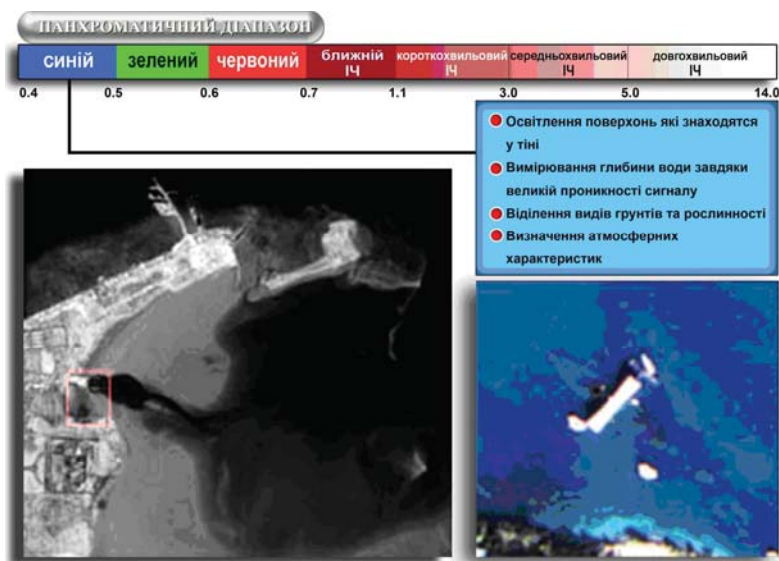 ПАНХРОМАТИЧНИЙ ДІАПАЗОН
синій зелений червоний ближній ІЧ короткохвильовий ІЧ середньохвильовий ІЧ довгохвильовий ІЧ
0.4 0.5 0.6 0.7 1.1 3.0 5.0 14.0
Освітлення поверхонь які знаходятся
у тіні
Вимірювання глибини води завдяки
великій проникності сигналу
Віділення видів грунтів та рослинності
Визначення атмосферних
характеристик